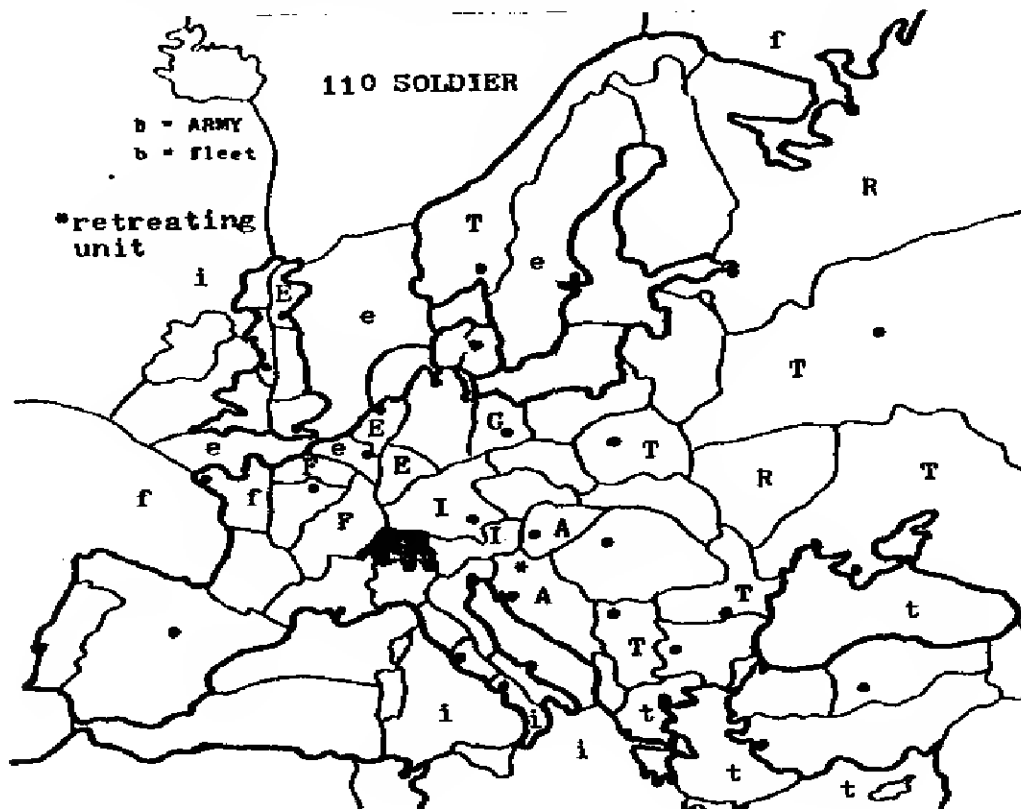 110 SOLDIER
b = ARMY
b = fleet
*retreating
unit
f
R
T
i
E
e
e
T
G
E
T
e
e
E
R
T
F
f
f
I
F
I
A
*
A
T
t
T
i
i
t
i
t
t